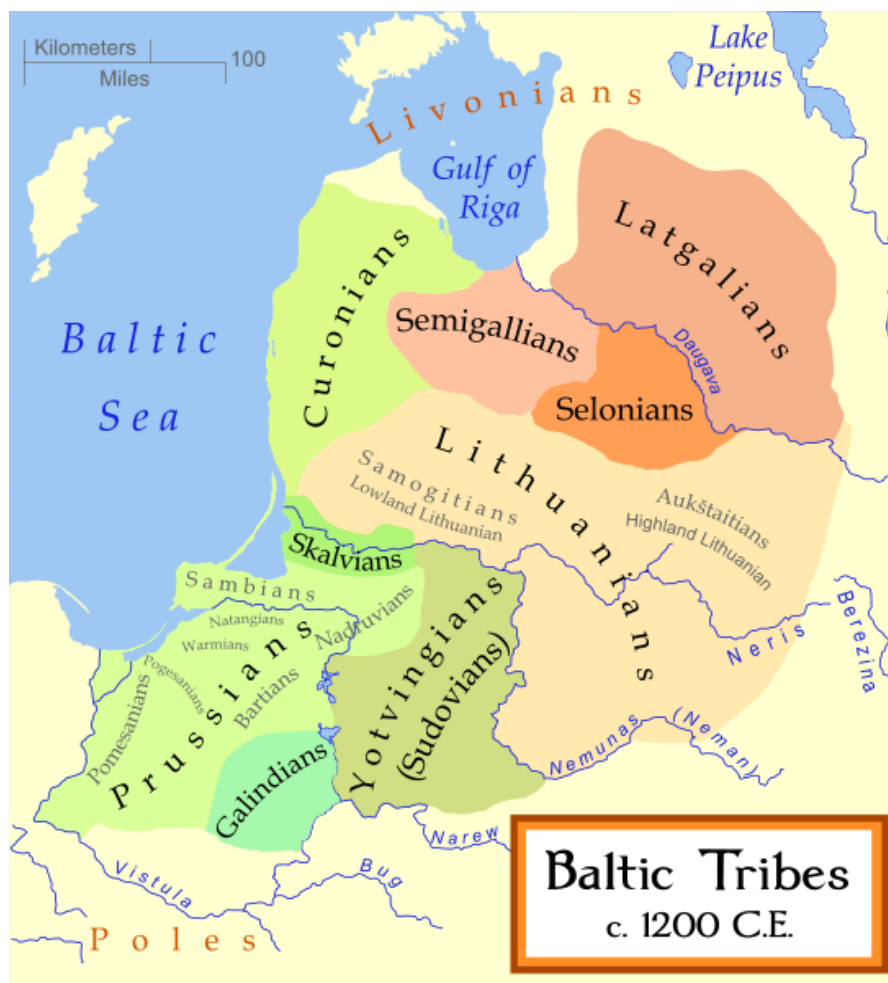 Kilometers
100
Miles
Lake
Peipus
Livonians
Gulf of
Riga
Latgalians
Curonians
Semigallians
Daugava
Baltic
Sea
Selonians
Lithuanians
Samogitians
Lowland Lithuanian
Aukštaitians
Highland Lithuanian
Skalvians
Sambians
Nadruvians
Natangians
Warmians
Pogesanians
Bartians
Pomesanians
Prussians
Yotvingians
(Sudovians)
Galindians
Neris
Berezina
Nemunas (Neman)
Narew
Bug
Vistula
Poles
Baltic Tribes
c. 1200 C.E.